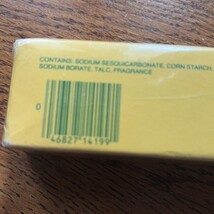 CONTAINS: SODIUM SESQUICARBONATE, CORN STARCH,
SODIUM BORATE, TALC, FRAGRANCE
0
46827 14199